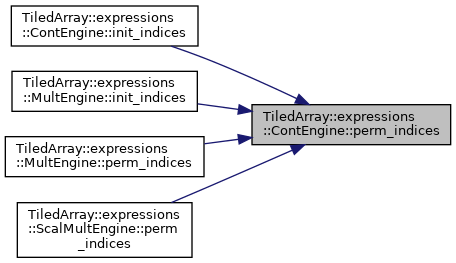 TiledArray::expressions
::ContEngine::init_indices
TiledArray::expressions
::MultEngine::init_indices
TiledArray::expressions
::ContEngine::perm_indices
TiledArray::expressions
::MultEngine::perm_indices
TiledArray::expressions
::ScalMultEngine::perm
_indices